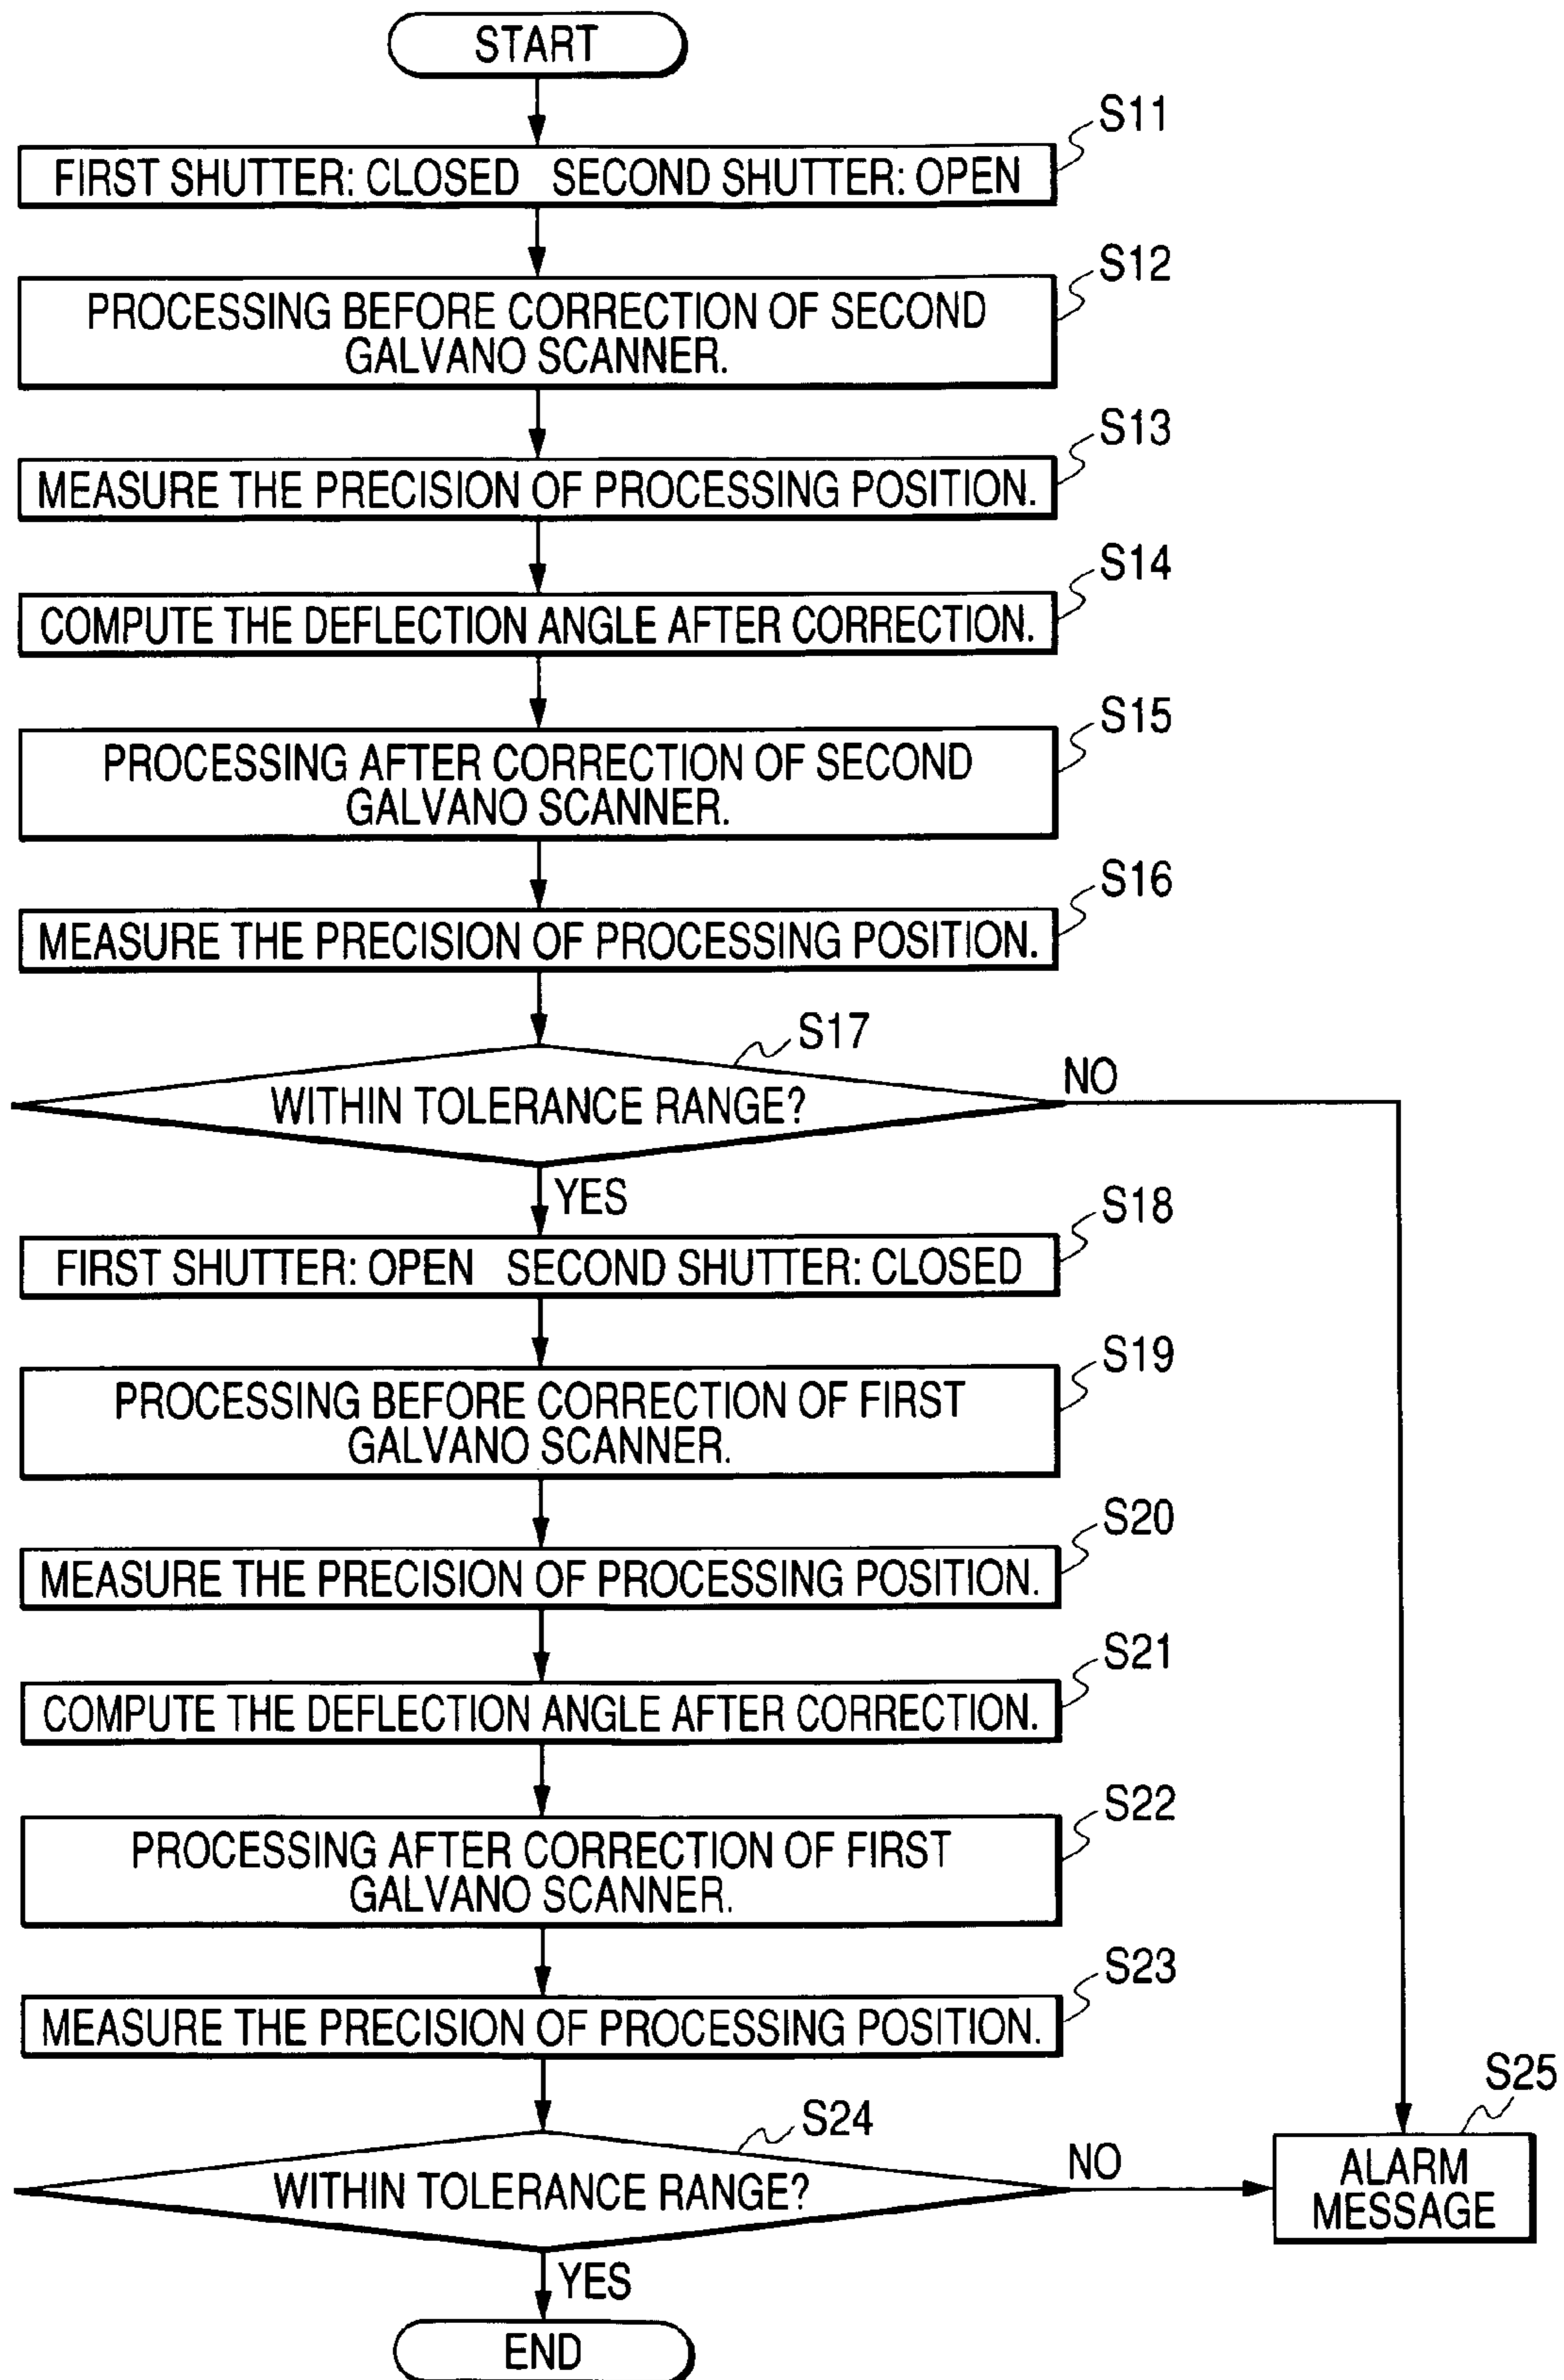 START
S11
FIRST SHUTTER: CLOSED SECOND SHUTTER: OPEN
S12
PROCESSING BEFORE CORRECTION OF SECOND
GALVANO SCANNER.
S13
MEASURE THE PRECISION OF PROCESSING POSITION.
S14
COMPUTE THE DEFLECTION ANGLE AFTER CORRECTION.
S15
PROCESSING AFTER CORRECTION OF SECOND
GALVANO SCANNER.
S16
MEASURE THE PRECISION OF PROCESSING POSITION.
S17
WITHIN TOLERANCE RANGE?
NO
YES
S18
FIRST SHUTTER: OPEN SECOND SHUTTER: CLOSED
S19
PROCESSING BEFORE CORRECTION OF FIRST
GALVANO SCANNER.
S20
MEASURE THE PRECISION OF PROCESSING POSITION.
S21
COMPUTE THE DEFLECTION ANGLE AFTER CORRECTION.
S22
PROCESSING AFTER CORRECTION OF FIRST
GALVANO SCANNER.
S23
MEASURE THE PRECISION OF PROCESSING POSITION.
S24
WITHIN TOLERANCE RANGE?
NO
S25
ALARM
MESSAGE
YES
END